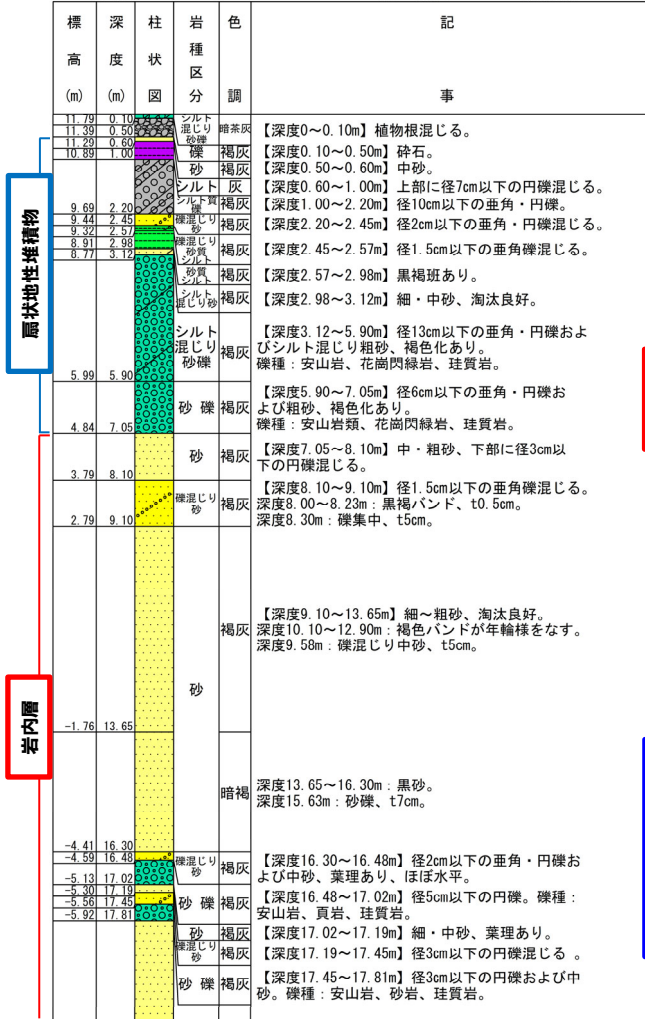 標高(m) 深度(m) 柱状図 岩種区分 色調 記事
扇状地性堆積物
岩内層
11.79 0.10
11.39 0.50
11.29 0.60
10.89 1.00
9.69 2.20
9.44 2.45
9.32 2.57
8.91 2.98
8.77 3.12
5.99 5.90
4.84 7.05
3.79 8.10
2.79 9.10
-1.76 13.65
-4.41 16.30
-4.59 16.48
-5.13 17.02
-5.30 17.19
-5.56 17.45
-5.92 17.81
シルト
混じり
砂礫
暗茶灰
礫 褐灰
砂 褐灰
シルト 灰
シルト質
礫
褐灰
礫混じり
砂
褐灰
礫混じり
砂質
シルト
褐灰
砂質
シルト
褐灰
シルト
混じり砂
褐灰
シルト
混じり
砂礫
褐灰
砂 礫 褐灰
砂 褐灰
礫混じり
砂
褐灰
砂
褐灰
暗褐
礫混じり
砂
褐灰
砂 礫 褐灰
砂 褐灰
礫混じり
砂
褐灰
砂 礫 褐灰
【深度0～0.10m】植物根混じる。
【深度0.10～0.50m】砕石。
【深度0.50～0.60m】中砂。
【深度0.60～1.00m】上部に径7cm以下の円礫混じる。
【深度1.00～2.20m】径10cm以下の亜角・円礫。
【深度2.20～2.45m】径2cm以下の亜角・円礫混じる。
【深度2.45～2.57m】径1.5cm以下の亜角礫混じる。
【深度2.57～2.98m】黒褐斑あり。
【深度2.98～3.12m】細・中砂、淘汰良好。
【深度3.12～5.90m】径13cm以下の亜角・円礫およ
びシルト混じり粗砂、褐色化あり。
礫種：安山岩、花崗閃緑岩、珪質岩。
【深度5.90～7.05m】径6cm以下の亜角・円礫お
よび粗砂、褐色化あり。
礫種：安山岩類、花崗閃緑岩、珪質岩。
【深度7.05～8.10m】中・粗砂、下部に径3cm以
下の円礫混じる。
【深度8.10～9.10m】径1.5cm以下の亜角礫混じる。
深度8.00～8.23m：黒褐バンド、t0.5cm。
深度8.30m：礫集中、t5cm。
【深度9.10～13.65m】細～粗砂、淘汰良好。
深度10.10～12.90m：褐色バンドが年輪様をなす。
深度9.58m：礫混じり中砂、t5cm。
深度13.65～16.30m：黒砂。
深度15.63m：砂礫、t7cm。
【深度16.30～16.48m】径2cm以下の亜角・円礫お
よび中砂、葉理あり、ほぼ水平。
【深度16.48～17.02m】径5cm以下の円礫。礫種：
安山岩、頁岩、珪質岩。
【深度17.02～17.19m】細・中砂、葉理あり。
【深度17.19～17.45m】径3cm以下の円礫混じる 。
【深度17.45～17.81m】径3cm以下の円礫および中
砂。礫種：安山岩、砂岩、珪質岩。